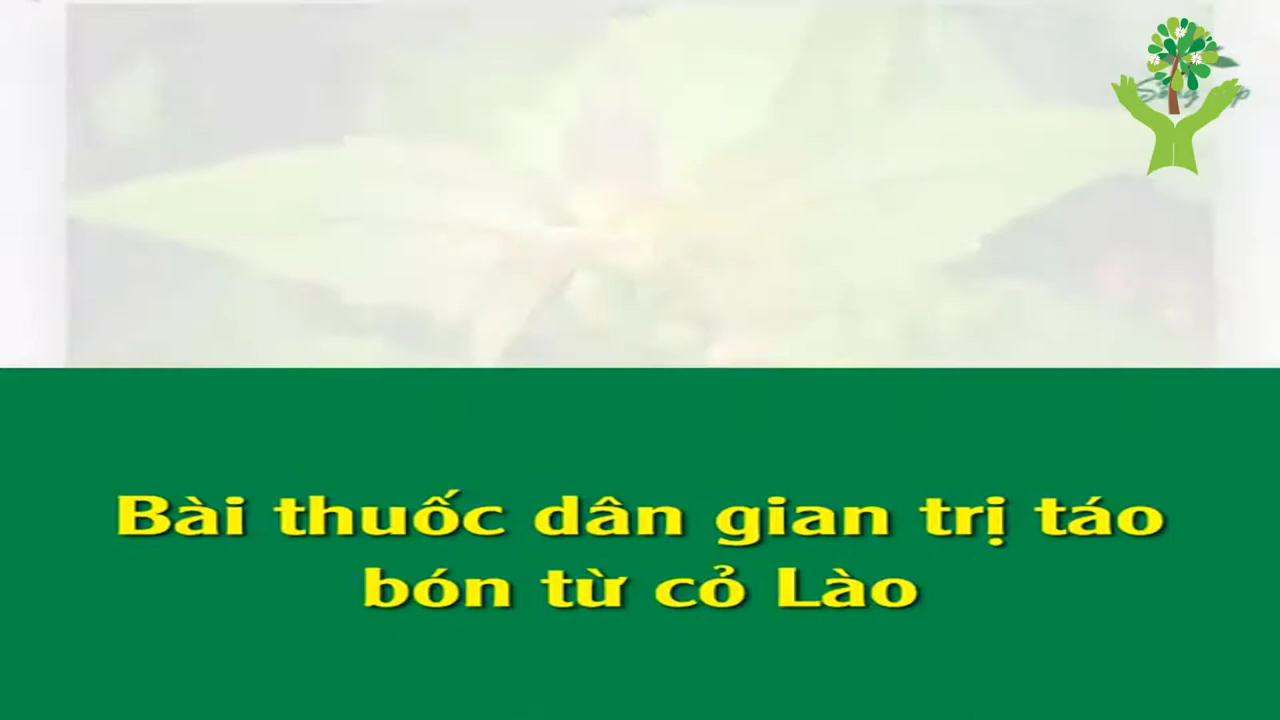 Bài thuốc dân gian trị táo
bón từ cỏ Lào